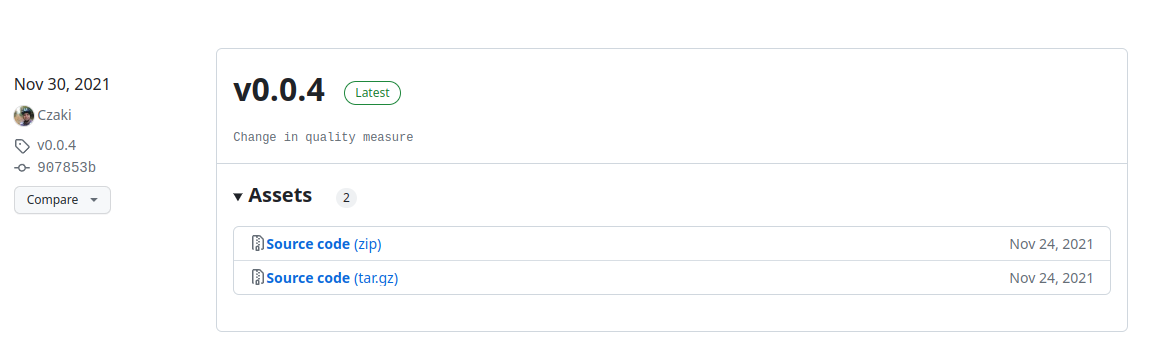 Nov 30, 2021
Czaki
v0.0.4
907853b
Compare
v0.0.4 Latest
Change in quality measure
Assets 2
Source code (zip) Nov 24, 2021
Source code (tar.gz) Nov 24, 2021